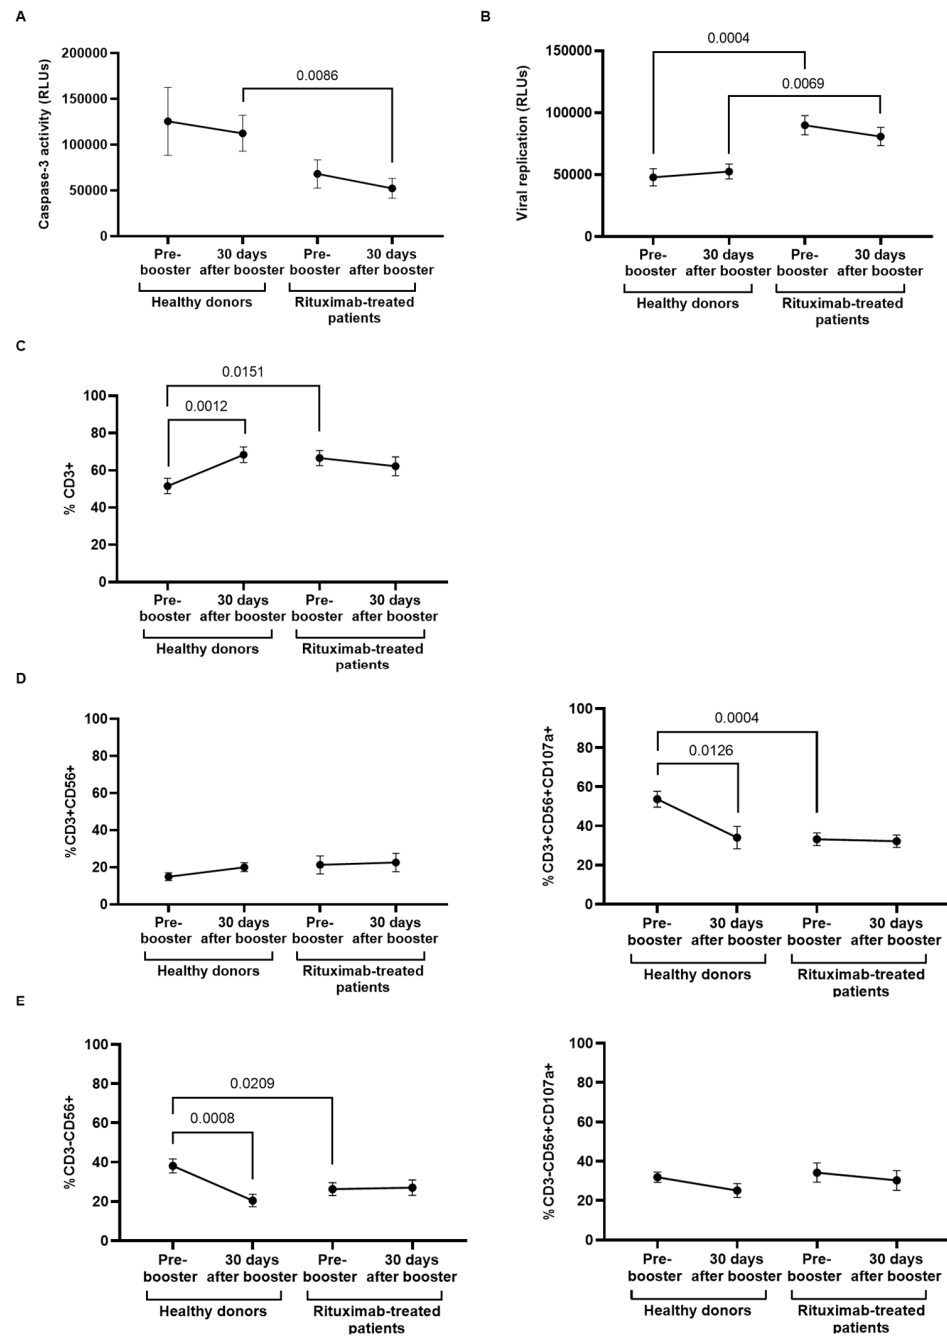 A
Caspase-3 activity (RLUs)
200000
150000
100000
50000
0
0.0086
Pre-
booster
30 days
after booster
Pre-
booster
30 days
after booster
Healthy donors
Rituximab-treated
patients
B
Viral replication (RLUs)
150000
100000
50000
0
0.0004
0.0069
Pre-
booster
30 days
after booster
Pre-
booster
30 days
after booster
Healthy donors
Rituximab-treated
patients
C
% CD3+
100
80
60
40
20
0
0.0151
0.0012
Pre-
booster
30 days
after booster
Pre-
booster
30 days
after booster
Healthy donors
Rituximab-treated
patients
D
%CD3+CD56+
100
80
60
40
20
0
Pre-
booster
30 days
after booster
Pre-
booster
30 days
after booster
Healthy donors
Rituximab-treated
patients
%CD3+CD56+CD107a+
100
80
60
40
20
0
0.0004
0.0126
Pre-
booster
30 days
after booster
Pre-
booster
30 days
after booster
Healthy donors
Rituximab-treated
patients
E
%CD3-CD56+
100
80
60
40
20
0
0.0209
0.0008
Pre-
booster
30 days
after booster
Pre-
booster
30 days
after booster
Healthy donors
Rituximab-treated
patients
%CD3-CD56+CD107a+
100
80
60
40
20
0
Pre-
booster
30 days
after booster
Pre-
booster
30 days
after booster
Healthy donors
Rituximab-treated
patients